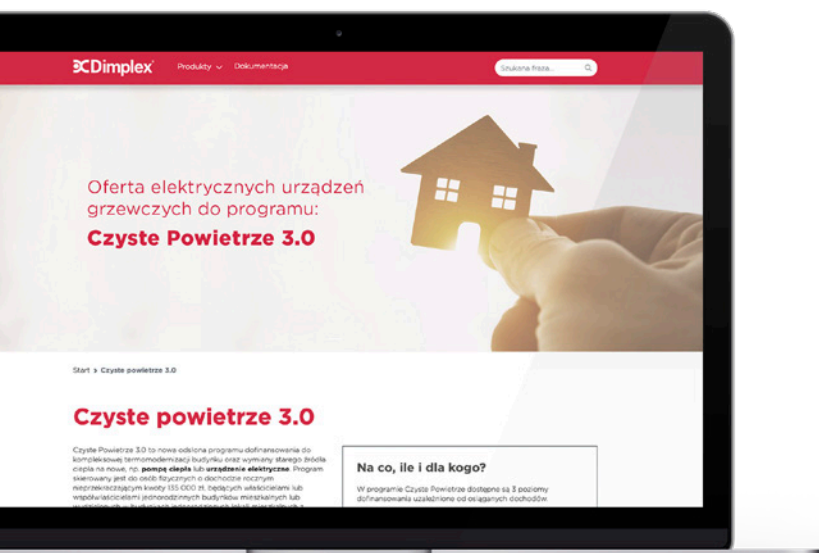 Dimplex
Produkty
Dokumentacja
Szukana fraza...
Oferta elektrycznych urządzeń
grzewczych do programu:
Czyste Powietrze 3.0
Start > Czyste powietrze 3.0
Czyste powietrze 3.0
Czyste Powietrze 3.0 to nowa odsłona programu dofinansowania do
kompleksowej termomodernizacji budynku oraz wymiany starego źródła
ciepła na nowe, np. pompę ciepła lub urządzenie elektryczne. Program
skierowany jest do osób fizycznych o dochodzie rocznym
nieprzekraczającym kwoty 135 000 zł, będących właścicielami lub
współwłaścicielami jednorodzinnych budynków mieszkalnych lub
Na co, ile i dla kogo?
W programie Czyste Powietrze dostępne są 3 poziomy
dofinansowania uzależnione od osiąganych dochodów.